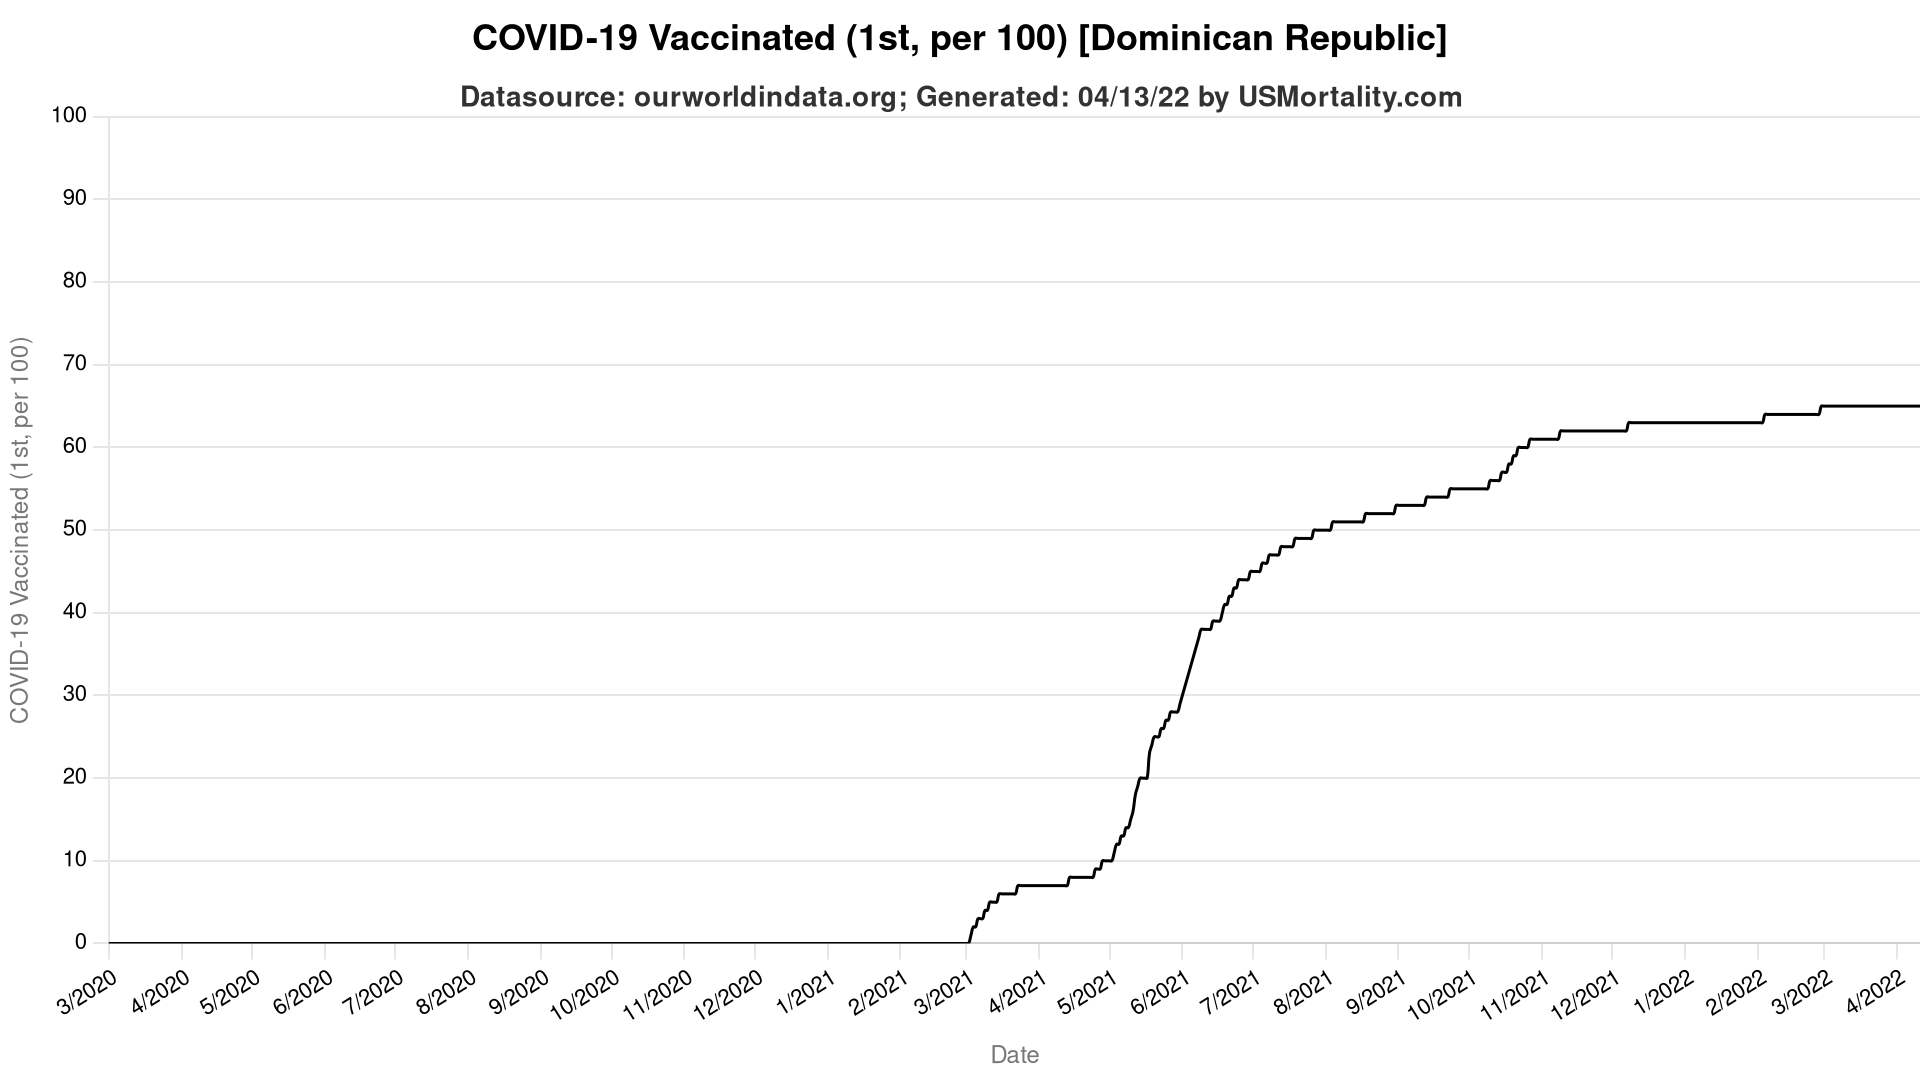 COVID-19 Vaccinated (1st, per 100) [Dominican Republic]
Datasource: ourworldindata.org; Generated: 04/13/22 by USMortality.com
COVID-19 Vaccinated (1st, per 100)
100
90
80
70
60
50
40
30
20
10
0
3/2020 4/2020 5/2020 6/2020 7/2020 8/2020 9/2020 10/2020 11/2020 12/2020 1/2021 2/2021 3/2021 4/2021 5/2021 6/2021 7/2021 8/2021 9/2021 10/2021 11/2021 12/2021 1/2022 2/2022 3/2022 4/2022
Date